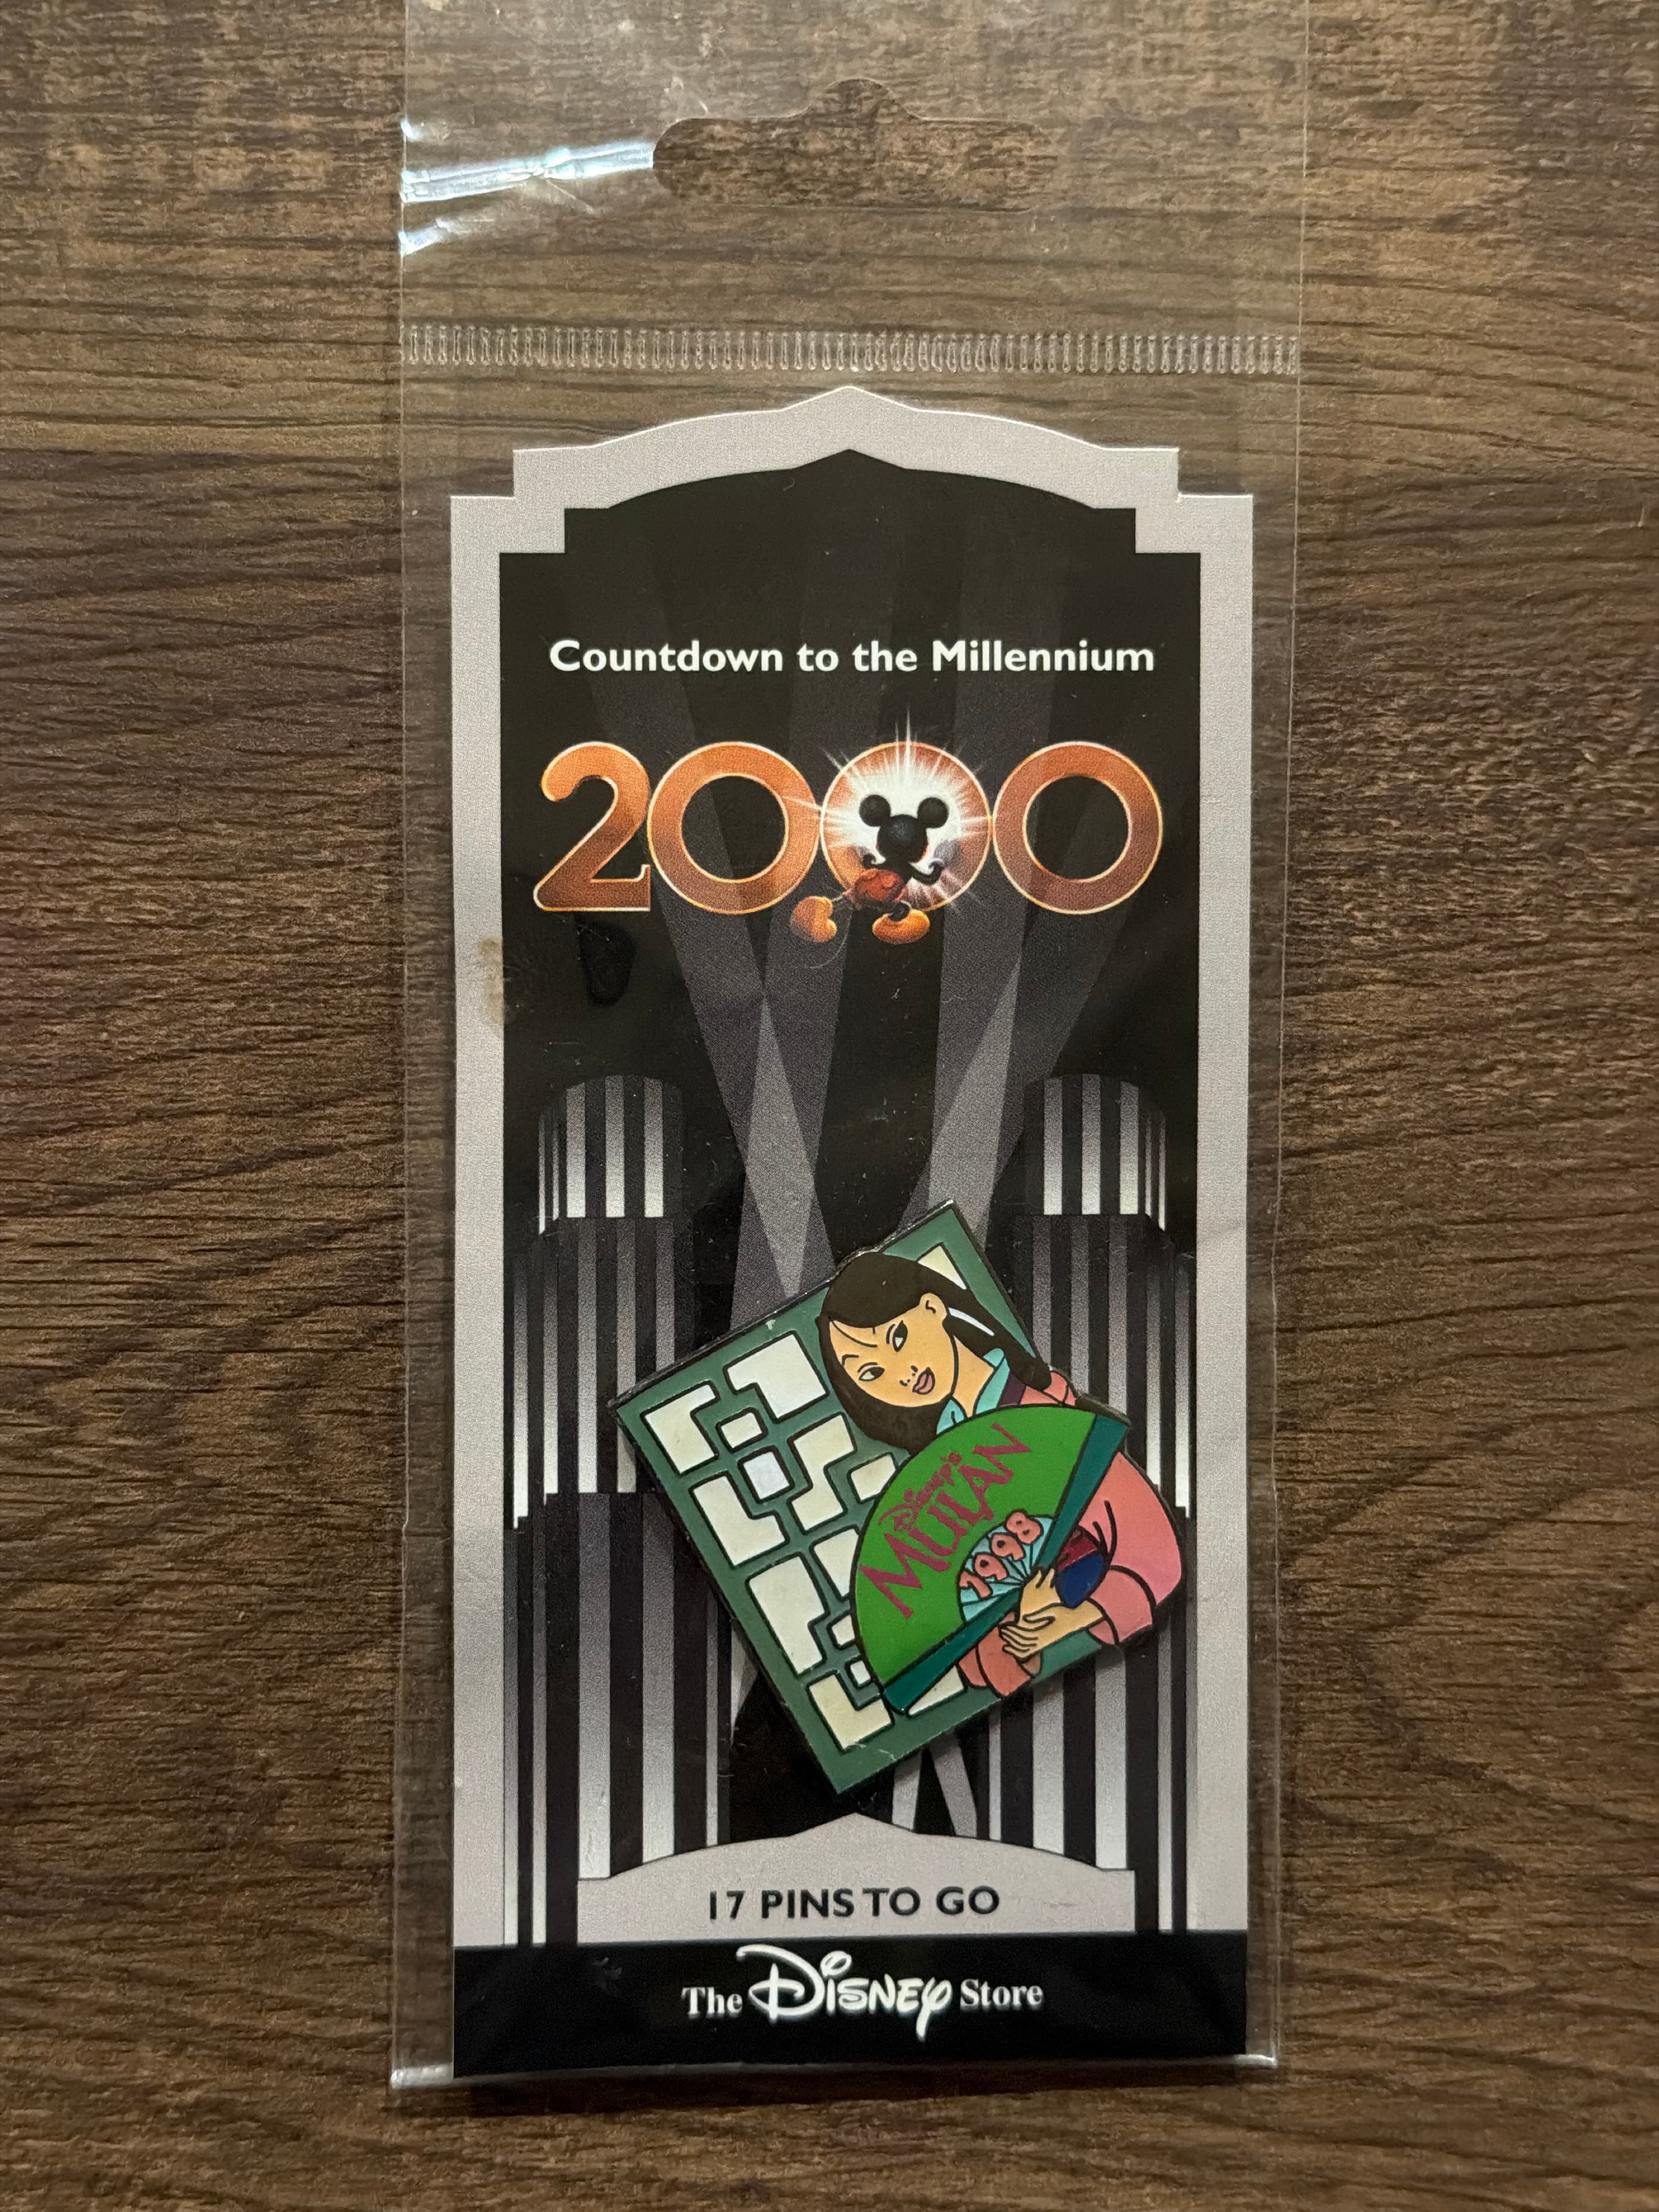 Countdown to the Millennium
2000
Disney's
MULAN
1998
17 PINS TO GO
The Disney Store